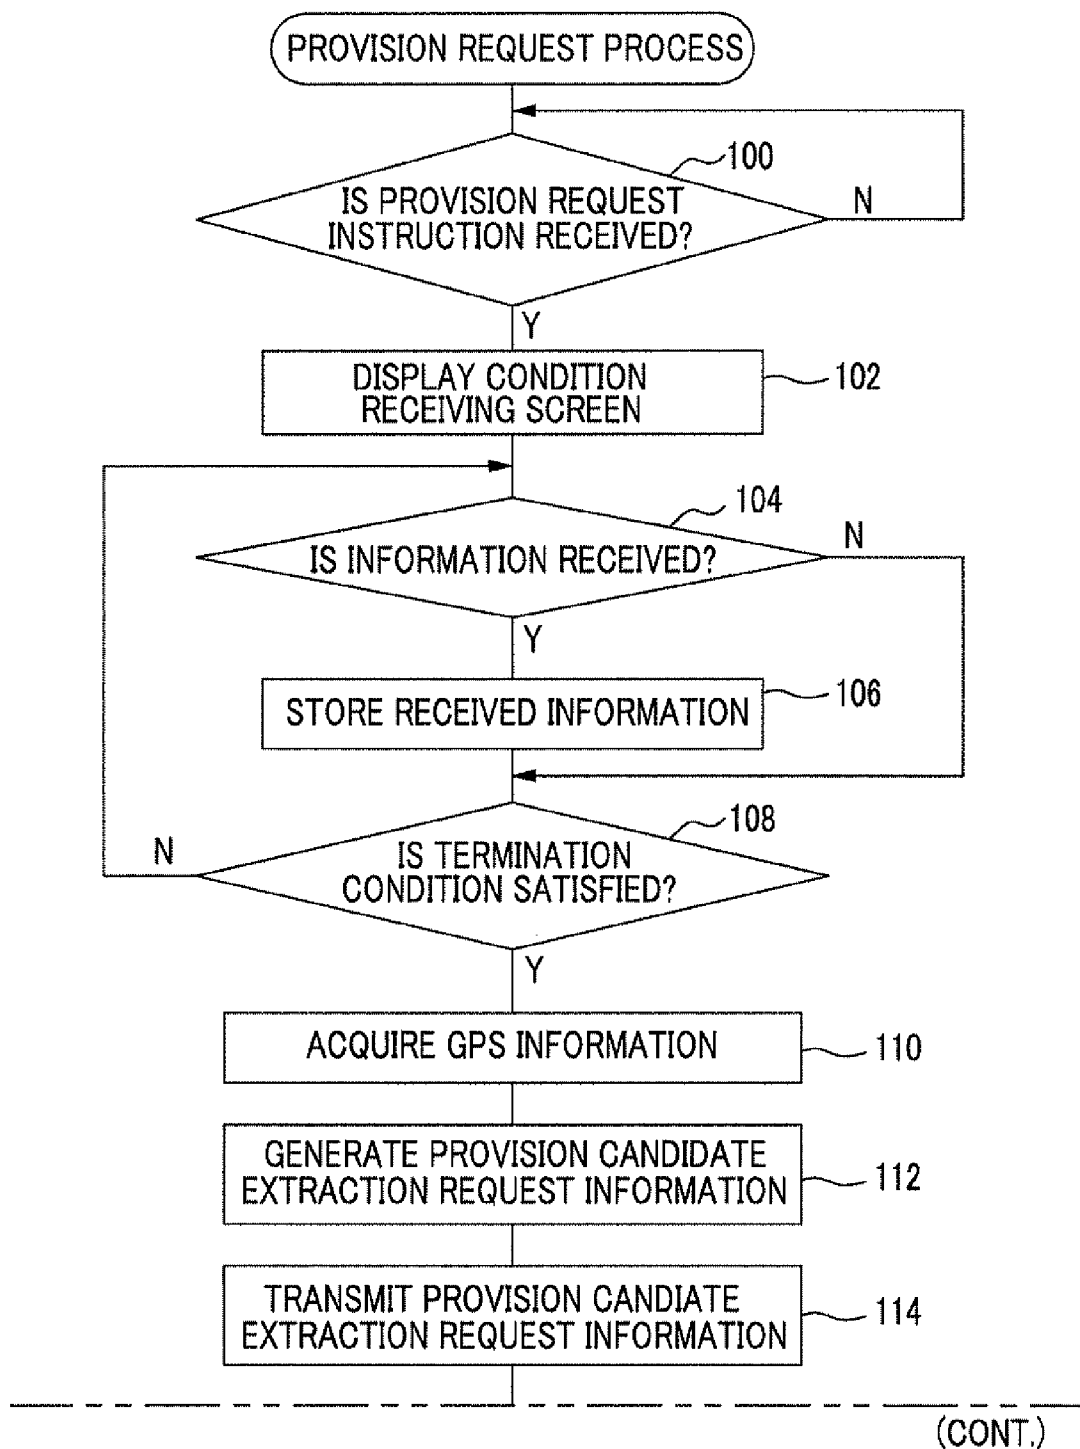 PROVISION REQUEST PROCESS
100
IS PROVISION REQUEST
INSTRUCTION RECEIVED?
N
Y
DISPLAY CONDITION
RECEIVING SCREEN
102
104
IS INFORMATION RECEIVED?
N
Y
STORE RECEIVED INFORMATION
106
108
N
IS TERMINATION
CONDITION SATISFIED?
Y
ACQUIRE GPS INFORMATION
110
GENERATE PROVISION CANDIDATE
EXTRACTION REQUEST INFORMATION
112
TRANSMIT PROVISION CANDIATE
EXTRACTION REQUEST INFORMATION
114
(CONT.)